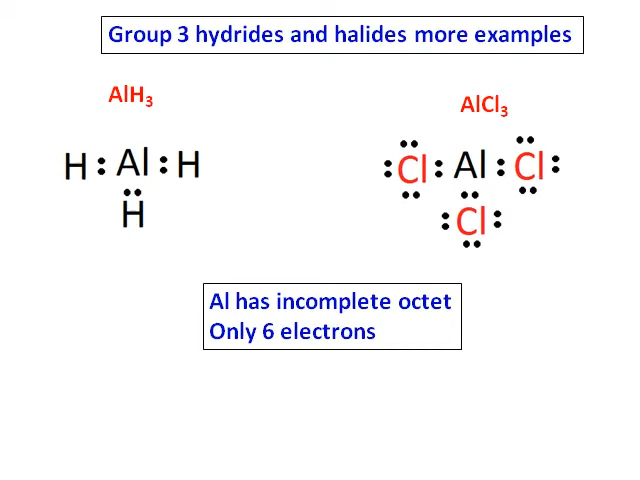 Group 3 hydrides and halides more examples
AlH₃
AlCl₃
H : Al : H
H
Cl : Al : Cl
Cl
Al has incomplete octet
Only 6 electrons